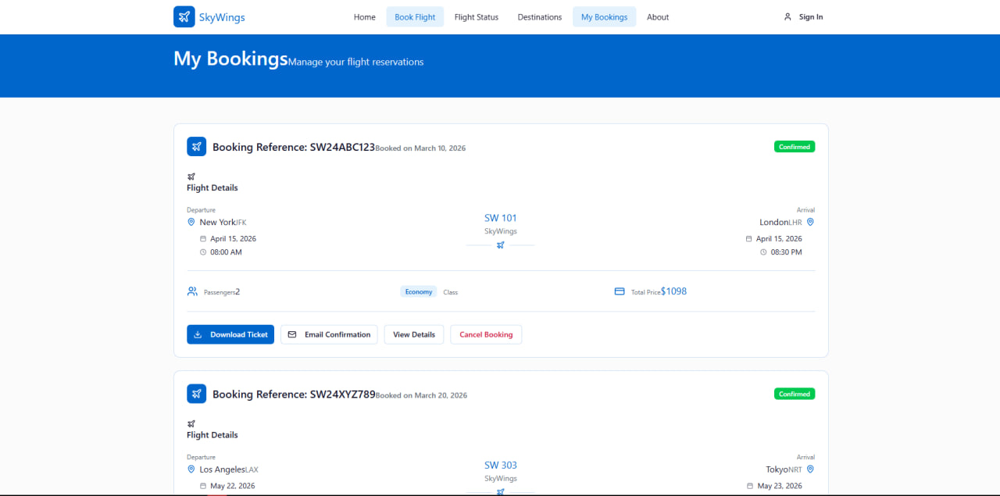 SkyWings
Home Book Flight Flight Status Destinations My Bookings About Sign In
My BookingsManage your flight reservations
Booking Reference: SW24ABC123Booked on March 10, 2026 Confirmed
Flight Details
Departure
New YorkJFK
April 15, 2026
08:00 AM
SW 101
SkyWings
Arrival
LondonLHR
April 15, 2026
08:30 PM
Passengers2
Economy Class
Total Price$1098
Download Ticket Email Confirmation View Details Cancel Booking
Booking Reference: SW24XYZ789Booked on March 20, 2026 Confirmed
Flight Details
Departure
Los AngelesLAX
May 22, 2026
SW 303
SkyWings
Arrival
TokyoNRT
May 23, 2026